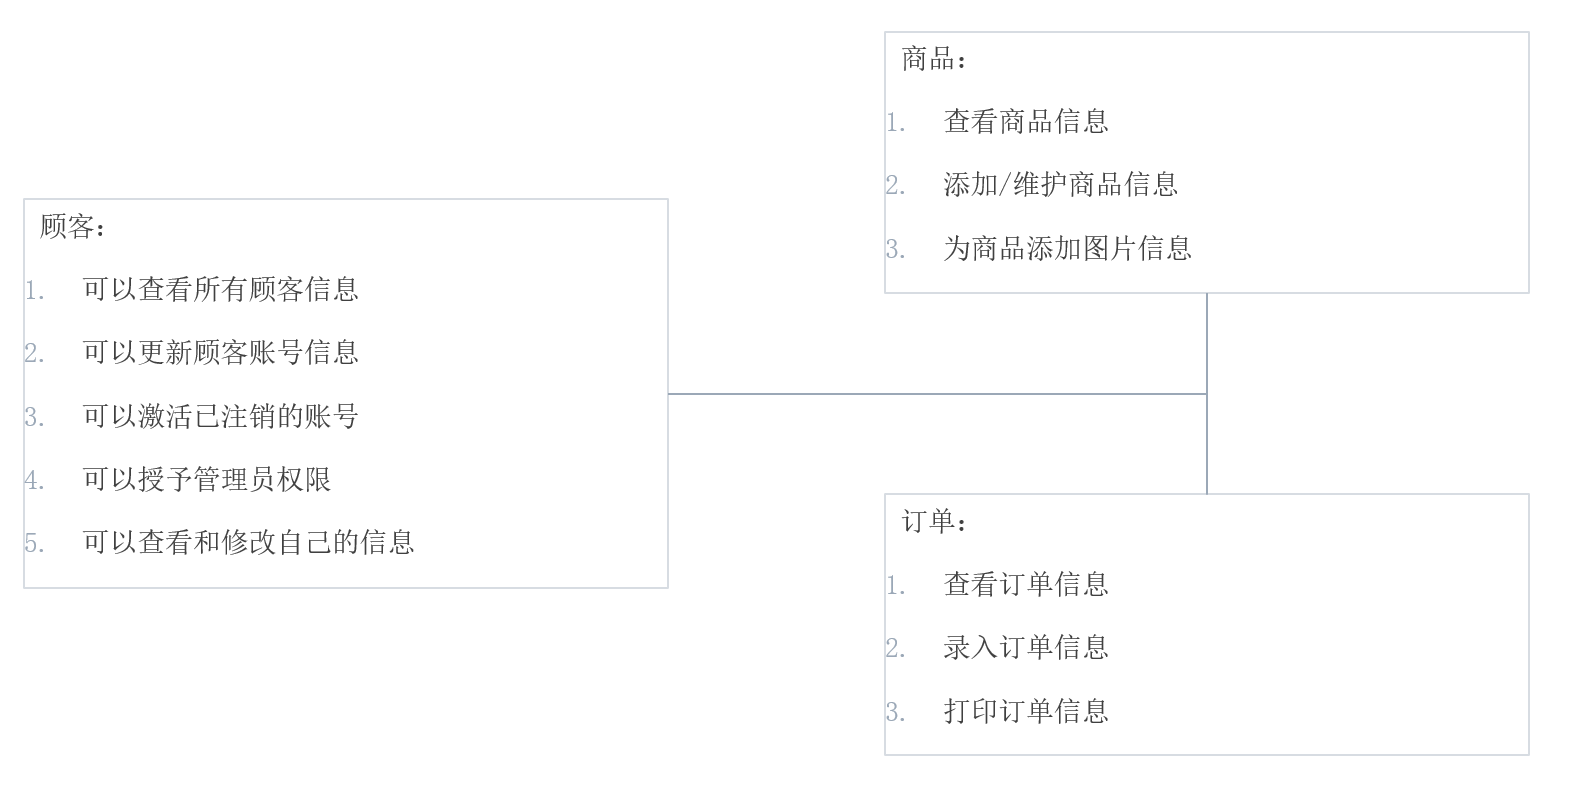 商品：
1. 查看商品信息
2. 添加/维护商品信息
3. 为商品添加图片信息
顾客：
1. 可以查看所有顾客信息
2. 可以更新顾客账号信息
3. 可以激活已注销的账号
4. 可以授予管理员权限
5. 可以查看和修改自己的信息
订单：
1. 查看订单信息
2. 录入订单信息
3. 打印订单信息